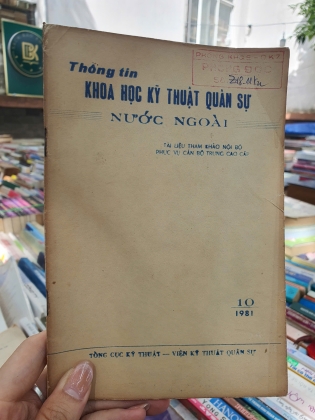 Thông tin
KHOA HỌC KỸ THUẬT QUÂN SỰ
NƯỚC NGOÀI
TÀI LIỆU THAM KHẢO NỘI BỘ
PHỤC VỤ CÁN BỘ TRUNG CAO CẤP
10
1981
TỔNG CỤC KỸ THUẬT — VIỆN KỸ THUẬT QUÂN SỰ